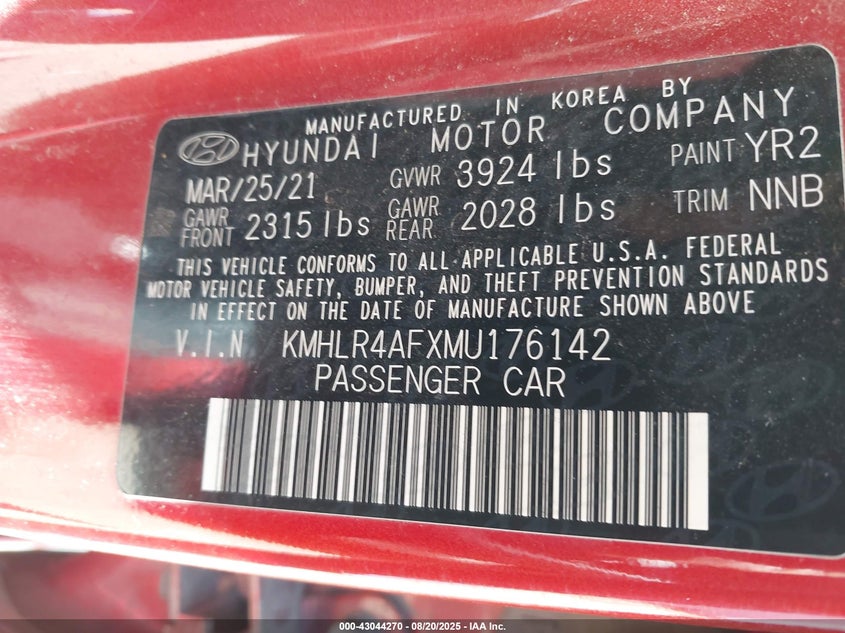 MANUFACTURED IN KOREA BY
HYUNDAI MOTOR COMPANY
MAR/25/21 GVWR 3924 lbs PAINT YR2
GAWR FRONT 2315 lbs GAWR REAR 2028 lbs TRIM NNB
THIS VEHICLE CONFORMS TO ALL APPLICABLE U.S.A. FEDERAL
MOTOR VEHICLE SAFETY, BUMPER, AND THEFT PREVENTION STANDARDS
IN EFFECT ON THE DATE OF MANUFACTURE SHOWN ABOVE
V.I.N KMHLR4AFXMU176142
PASSENGER CAR
000-43044270 - 08/20/2025 - IAA Inc.